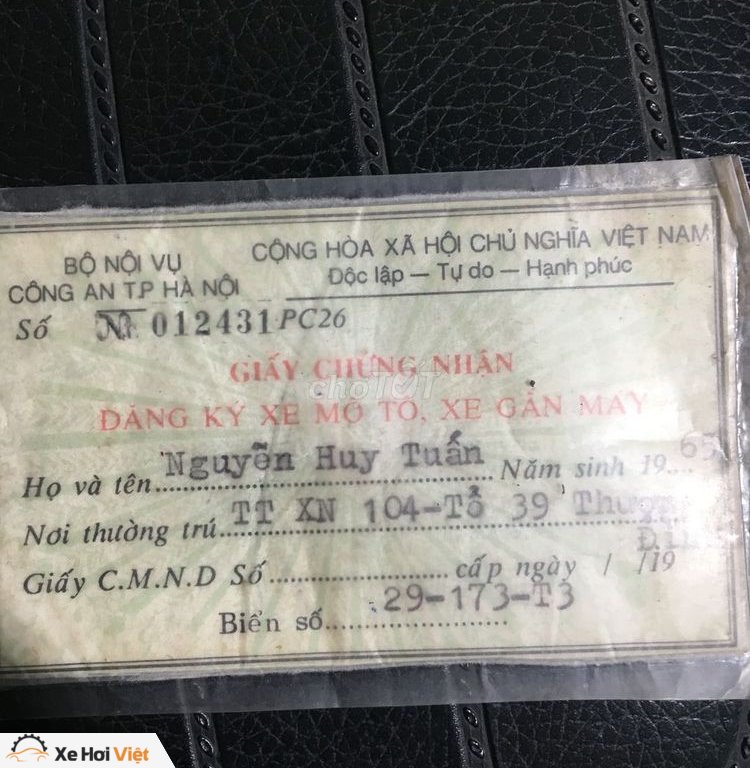 BỘ NỘI VỤ
CÔNG AN T.P HÀ NỘI
CỘNG HÒA XÃ HỘI CHỦ NGHĨA VIỆT NAM
Độc lập — Tự do — Hạnh phúc
Số № 012431 PC26
GIẤY CHỨNG NHẬN
ĐĂNG KÝ XE MÔ TÔ, XE GẮN MÁY
chợTỐT
Họ và tên Nguyễn Huy Tuấn Năm sinh 19 65
Nơi thường trú TT XN 104-Tổ 39
Giấy C.M.N.D Số cấp ngày / /19
Biển số 29-173-T3
Xe Hơi Việt